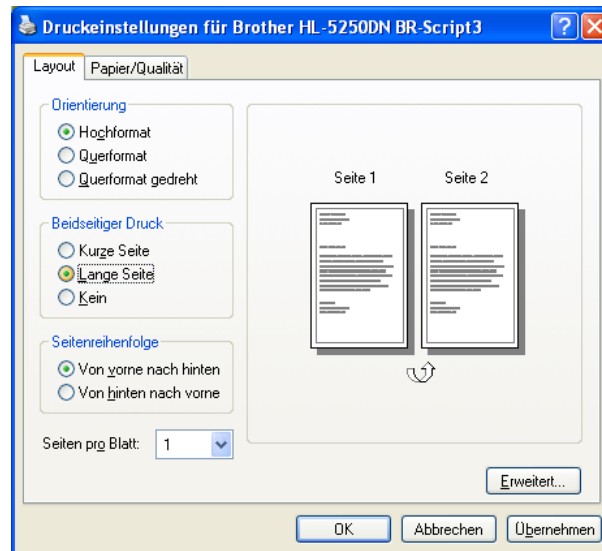 Druckeinstellungen für Brother HL-5250DN BR-Script3
Layout
Papier/Qualität
Orientierung
Hochformat
Querformat
Querformat gedreht
Beidseitiger Druck
Kurze Seite
Lange Seite
Kein
Seitenreihenfolge
Von vorne nach hinten
Von hinten nach vorne
Seiten pro Blatt: 1
Seite 1 Seite 2
Erweitert...
OK Abbrechen Übernehmen